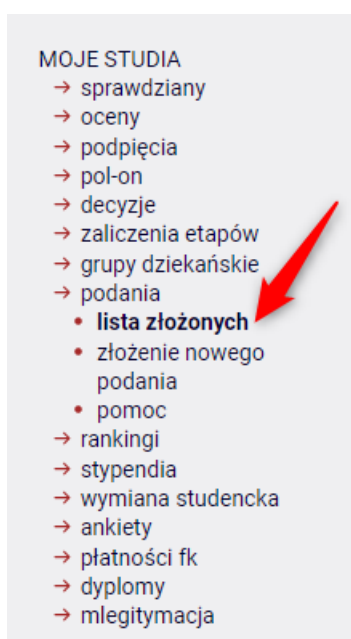 MOJE STUDIA
→ sprawdziany
→ oceny
→ podpięcia
→ pol-on
→ decyzje
→ zaliczenia etapów
→ grupy dziekańskie
→ podania
• lista złożonych
• złożenie nowego
podania
• pomoc
→ rankingi
→ stypendia
→ wymiana studencka
→ ankiety
→ płatności fk
→ dyplomy
→ mlegitymacja